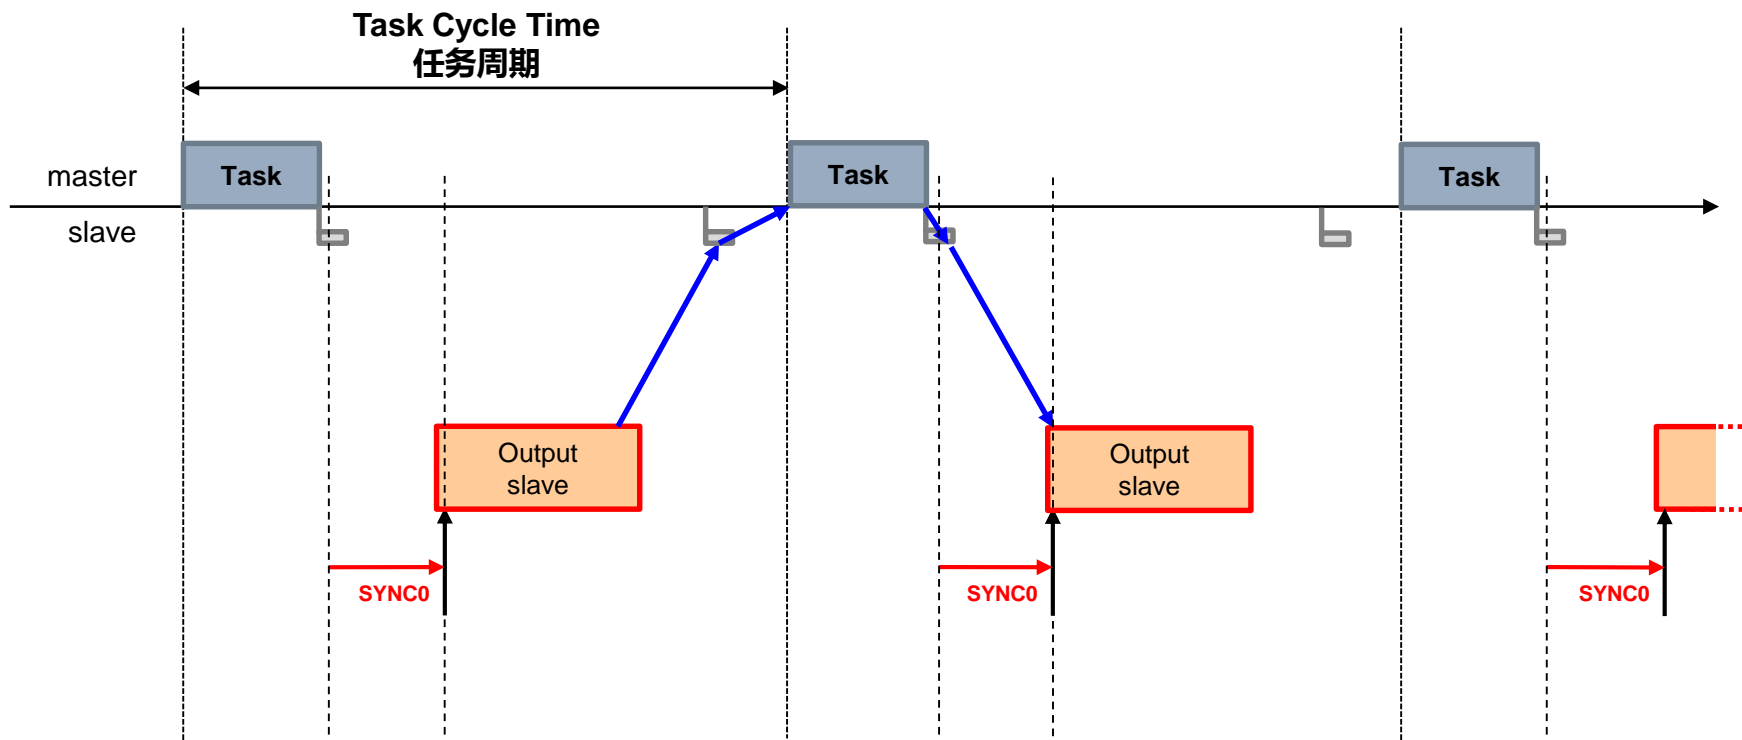 Task Cycle Time
任务周期
master
Task
Task
Task
slave
Output
slave
Output
slave
SYNC0
SYNC0
SYNC0